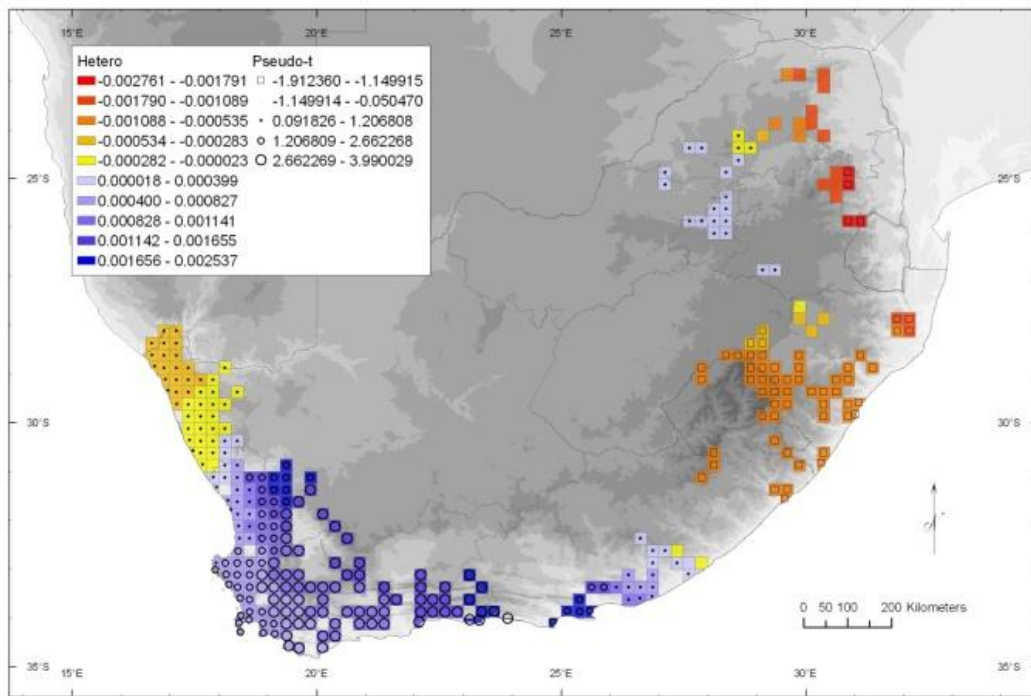 15°E 20°E 25°E 30°E
Hetero Pseudo-t
-0.002761 - -0.001791 -1.912360 - -1.149915
-0.001790 - -0.001089 -1.149914 - -0.050470
-0.001088 - -0.000535 0.091826 - 1.206808
-0.000534 - -0.000283 1.206809 - 2.662268
-0.000282 - -0.000023 2.662269 - 3.990029
0.000018 - 0.000399
0.000400 - 0.000827
0.000828 - 0.001141
0.001142 - 0.001655
0.001656 - 0.002537
25°S 25°S
30°S 30°S
0 50 100 200 Kilometers
35°S 35°S
15°E 20°E 25°E 30°E